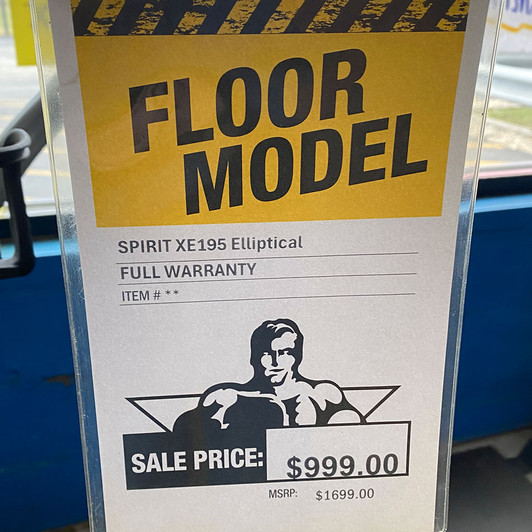 FLOOR
MODEL
SPIRIT XE195 Elliptical
FULL WARRANTY
ITEM # **
SALE PRICE: $999.00
MSRP: $1699.00